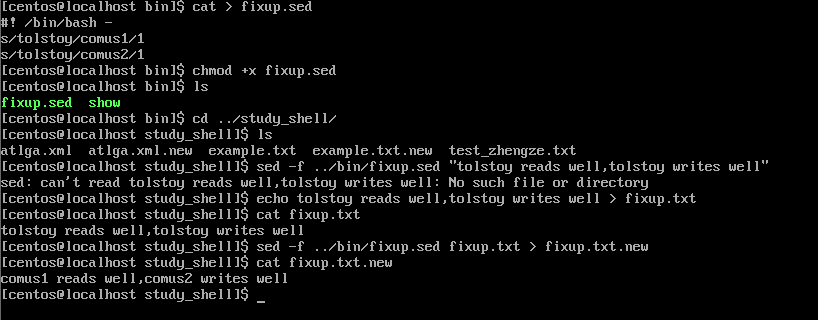 [centos@localhost bin]$ cat > fixup.sed
#! /bin/bash -
s/tolstoy/comus1/1
s/tolstoy/comus2/1
[centos@localhost bin]$ chmod +x fixup.sed
[centos@localhost bin]$ ls
fixup.sed  show
[centos@localhost bin]$ cd ../study_shell/
[centos@localhost study_shell]$ ls
atlga.xml  atlga.xml.new  example.txt  example.txt.new  test_zhengze.txt
[centos@localhost study_shell]$ sed -f ../bin/fixup.sed "tolstoy reads well,tolstoy writes well"
sed: can't read tolstoy reads well,tolstoy writes well: No such file or directory
[centos@localhost study_shell]$ echo tolstoy reads well,tolstoy writes well > fixup.txt
[centos@localhost study_shell]$ cat fixup.txt
tolstoy reads well,tolstoy writes well
[centos@localhost study_shell]$ sed -f ../bin/fixup.sed fixup.txt > fixup.txt.new
[centos@localhost study_shell]$ cat fixup.txt.new
comus1 reads well,comus2 writes well
[centos@localhost study_shell]$ _